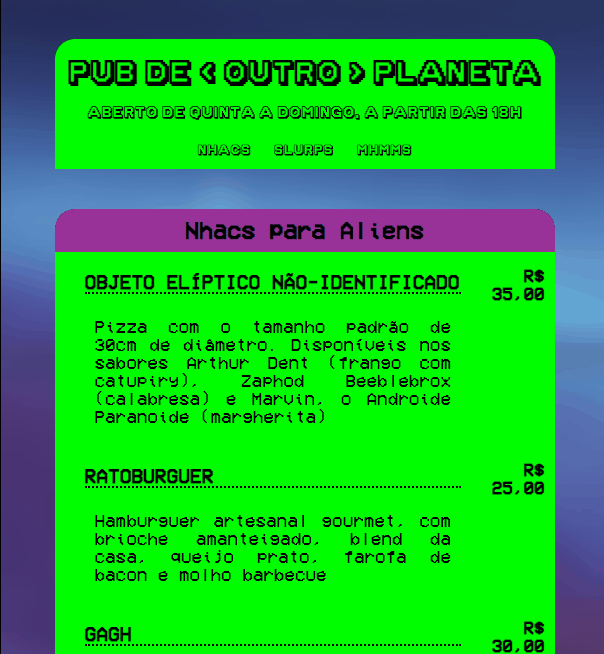 PUB DE < OUTRO > PLANETA
ABERTO DE QUINTA A DOMINGO, A PARTIR DAS 18H
NHACS SLURPS MHMMS
Nhacs para Aliens
OBJETO ELÍPTICO NÃO-IDENTIFICADO
R$
35,00
Pizza com o tamanho padrão de
30cm de diâmetro. Disponíveis nos
sabores Arthur Dent (frango com
catupiry), Zaphod Beeblebrox
(calabresa) e Marvin, o Androide
Paranoide (margherita)
RATOBURGUER
R$
25,00
Hamburguer artesanal gourmet, com
brioche amanteigado, blend da
casa, queijo prato, farofa de
bacon e molho barbecue
GAGH
R$
30,00